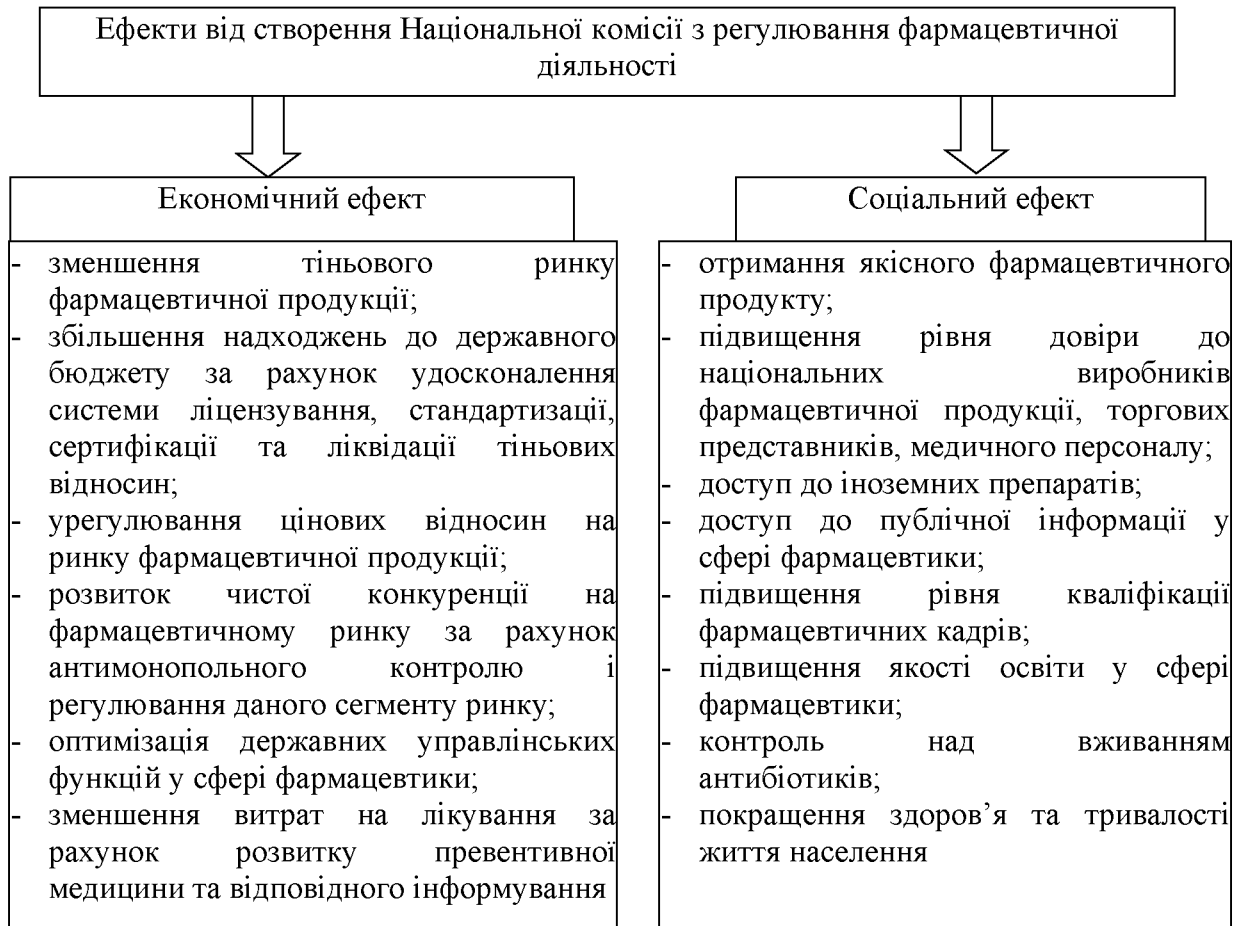 Ефекти від створення Національної комісії з регулювання фармацевтичної
діяльності
Економічний ефект
- зменшення тіньового ринку
фармацевтичної продукції;
- збільшення надходжень до державного
бюджету за рахунок удосконалення
системи ліцензування, стандартизації,
сертифікації та ліквідації тіньових
відносин;
- урегулювання цінових відносин на
ринку фармацевтичної продукції;
- розвиток чистої конкуренції на
фармацевтичному ринку за рахунок
антимонопольного контролю і
регулювання даного сегменту ринку;
- оптимізація державних управлінських
функцій у сфері фармацевтики;
- зменшення витрат на лікування за
рахунок розвитку превентивної
медицини та відповідного інформування
Соціальний ефект
- отримання якісного фармацевтичного
продукту;
- підвищення рівня довіри до
національних виробників
фармацевтичної продукції, торгових
представників, медичного персоналу;
- доступ до іноземних препаратів;
- доступ до публічної інформації у
сфері фармацевтики;
- підвищення рівня кваліфікації
фармацевтичних кадрів;
- підвищення якості освіти у сфері
фармацевтики;
- контроль над вживанням
антибіотиків;
- покращення здоров’я та тривалості
життя населення